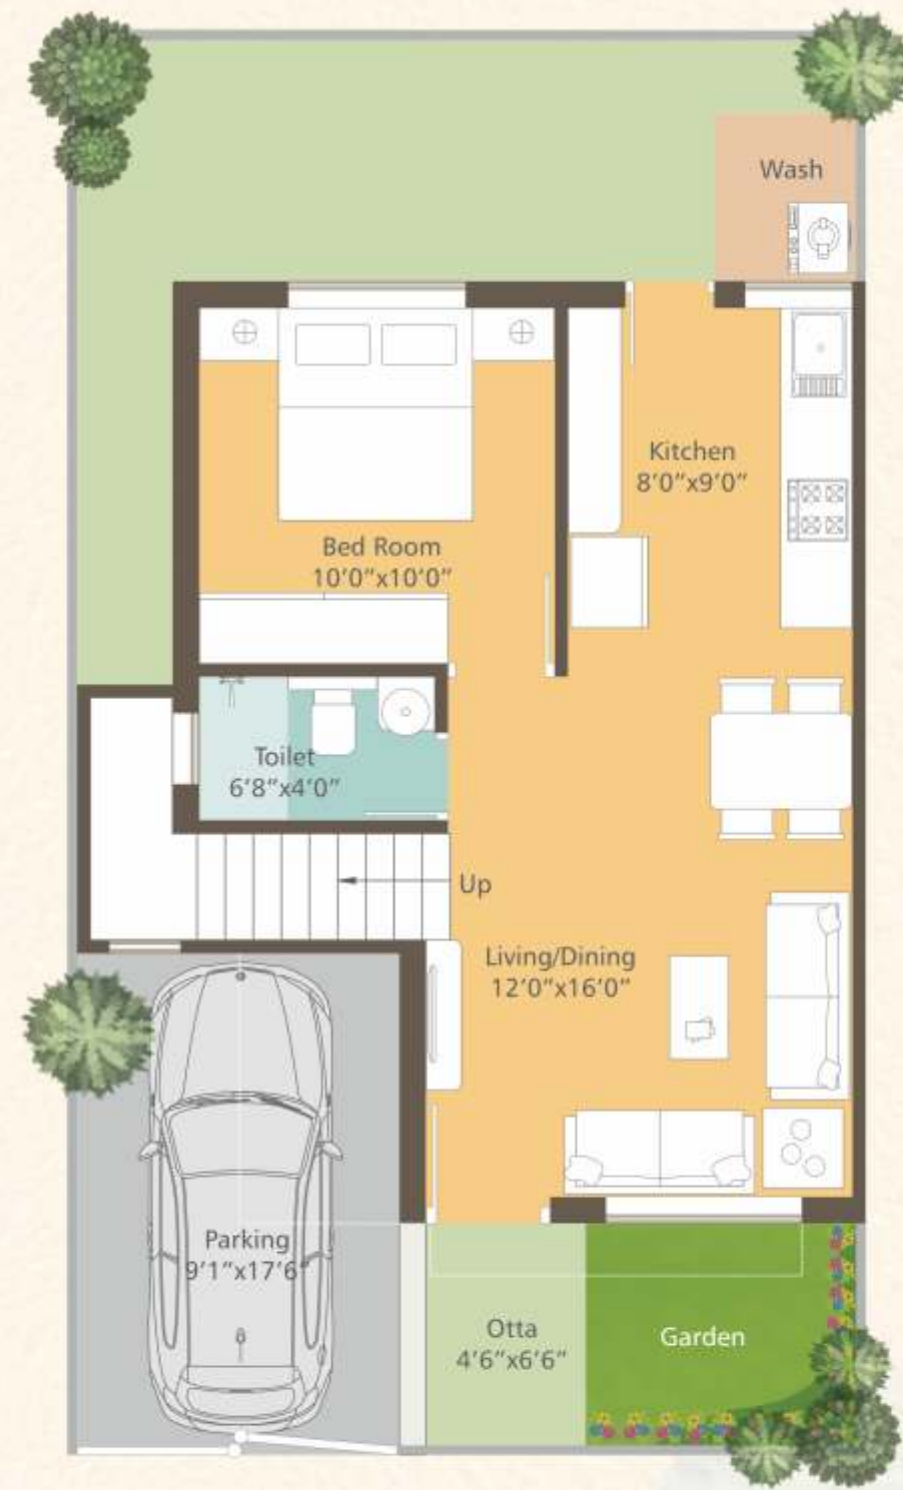 Wash
Kitchen
8'0”x9'0”
Bed Room
10'0”x10'0”
Toilet
6'8”x4'0”
Up
Living/Dining
12'0”x16'0”
Parking
9'1”x17'6”
Otta
4'6”x6'6”
Garden